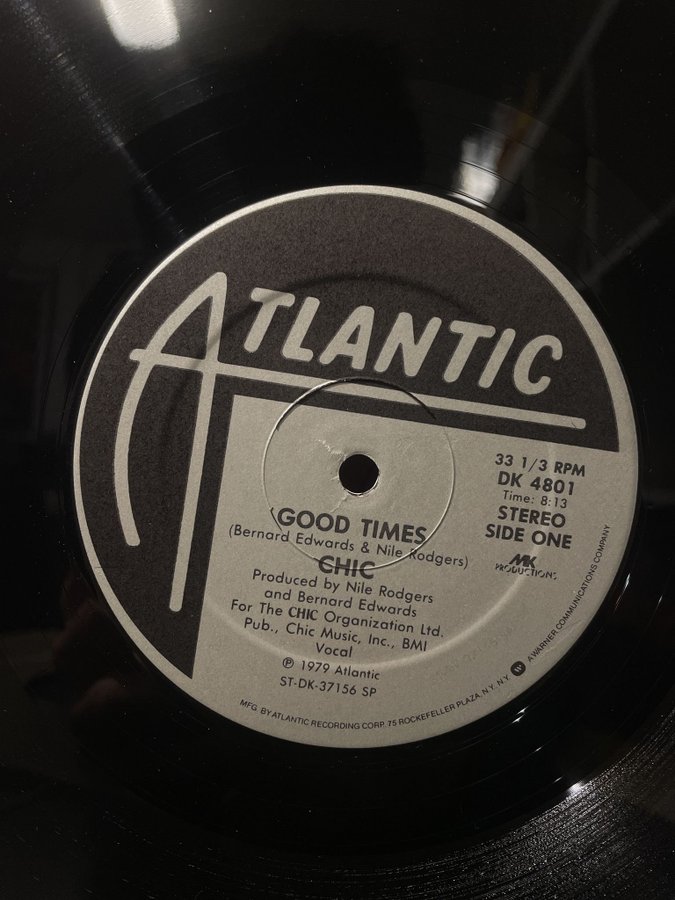 ATLANTIC
33 1/3 RPM
DK 4801
Time: 8:13
STEREO
SIDE ONE
MK
PRODUCTIONS
GOOD TIMES
(Bernard Edwards & Nile Rodgers)
CHIC
Produced by Nile Rodgers
and Bernard Edwards
For The CHIC Organization Ltd.
Pub., Chic Music, Inc., BMI
Vocal
℗ 1979 Atlantic
ST-DK-37156 SP
MFG. BY ATLANTIC RECORDING CORP. 75 ROCKEFELLER PLAZA, N.Y. N.Y. W A WARNER COMMUNICATIONS COMPANY